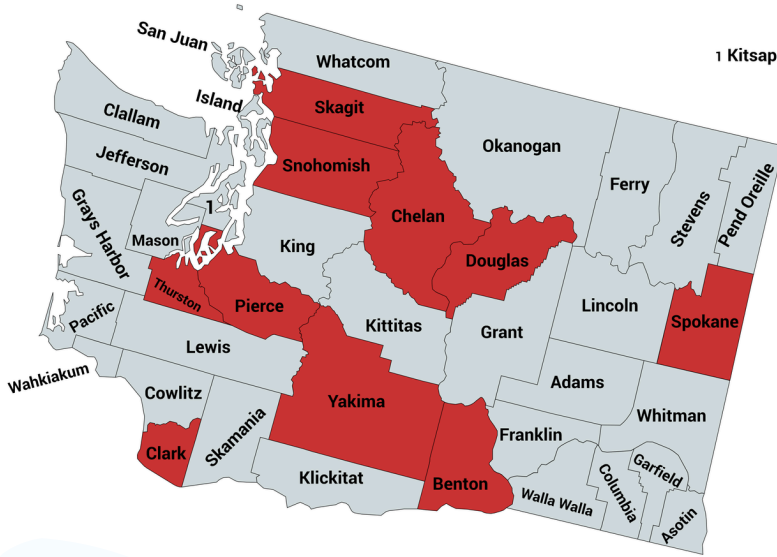 San Juan
Whatcom
1 Kitsap
Island
Skagit
Clallam
Okanogan
Jefferson
Snohomish
Ferry
Stevens
Pend Oreille
Grays Harbor
1
Chelan
Mason
King
Douglas
Thurston
Pierce
Lincoln
Spokane
Pacific
Kittitas
Grant
Lewis
Wahkiakum
Adams
Cowlitz
Yakima
Whitman
Skamania
Franklin
Clark
Klickitat
Benton
Walla Walla
Columbia
Garfield
Asotin